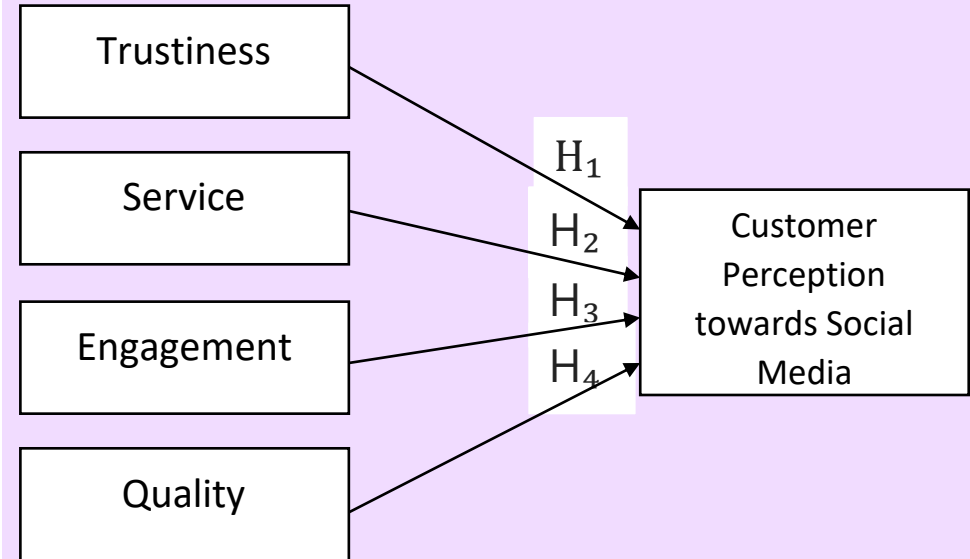 Trustiness
Service
Engagement
Quality
H₁
H₂
H₃
H₄
Customer
Perception
towards Social
Media